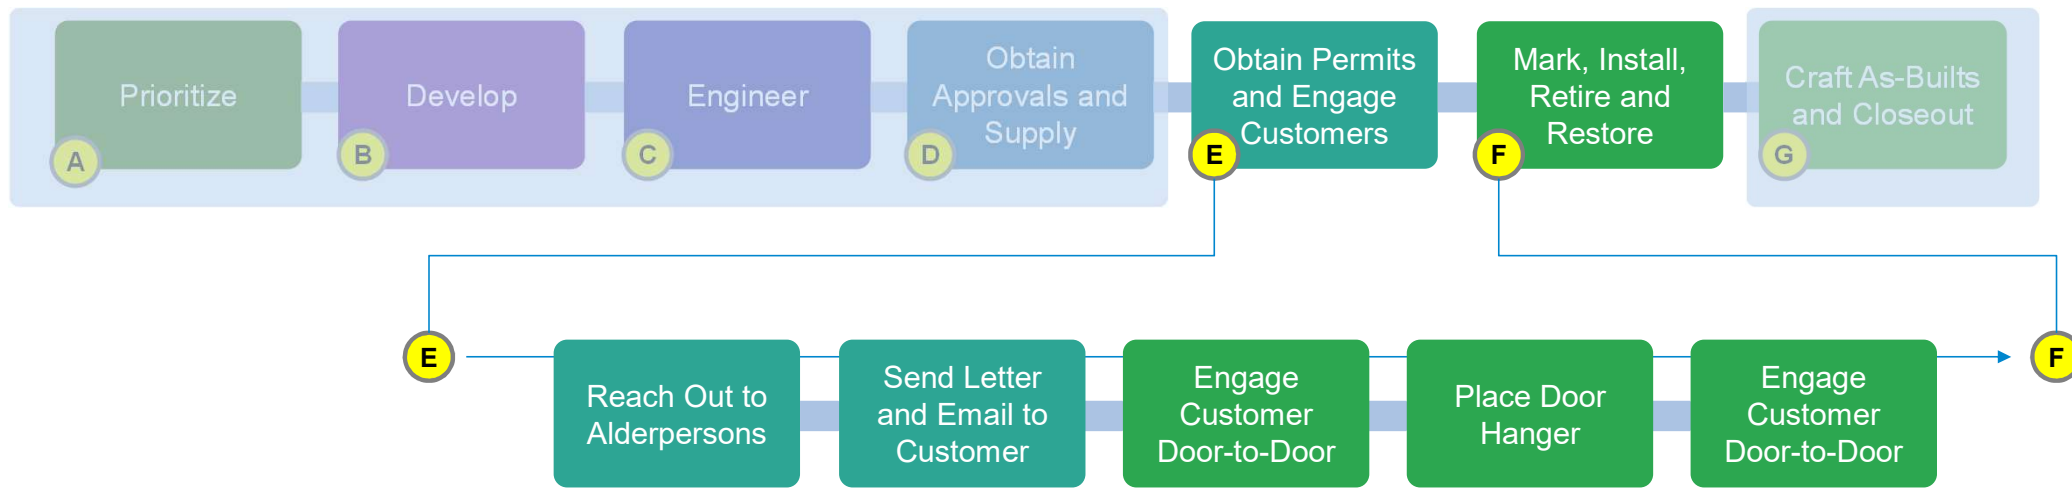 Prioritize
A
Develop
B
Engineer
C
Obtain
Approvals and
Supply
D
Obtain Permits
and Engage
Customers
E
Mark, Install,
Retire and
Restore
F
Craft As-Builts
and Closeout
G
E
Reach Out to
Alderpersons
Send Letter
and Email to
Customer
Engage
Customer
Door-to-Door
Place Door
Hanger
Engage
Customer
Door-to-Door
F